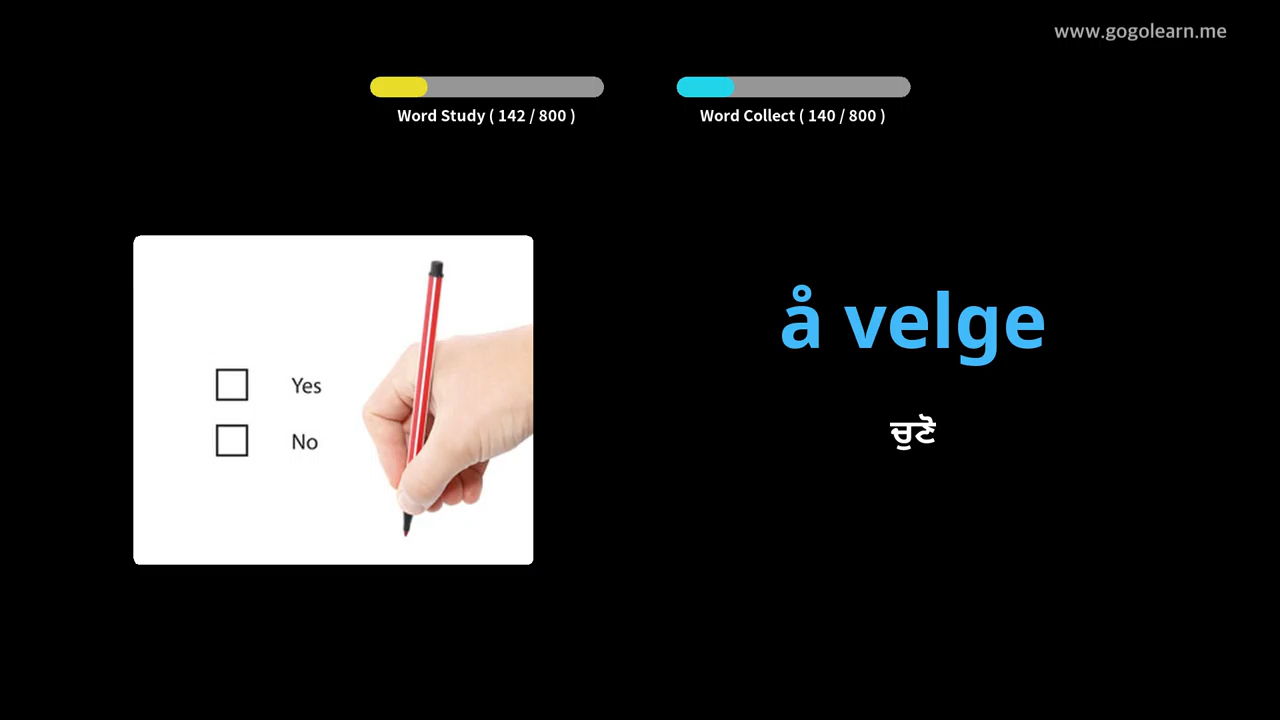 www.gogolearn.me
Word Study ( 142 / 800 )
Word Collect ( 140 / 800 )
Yes
No
å velge
ਚੁਣੋ